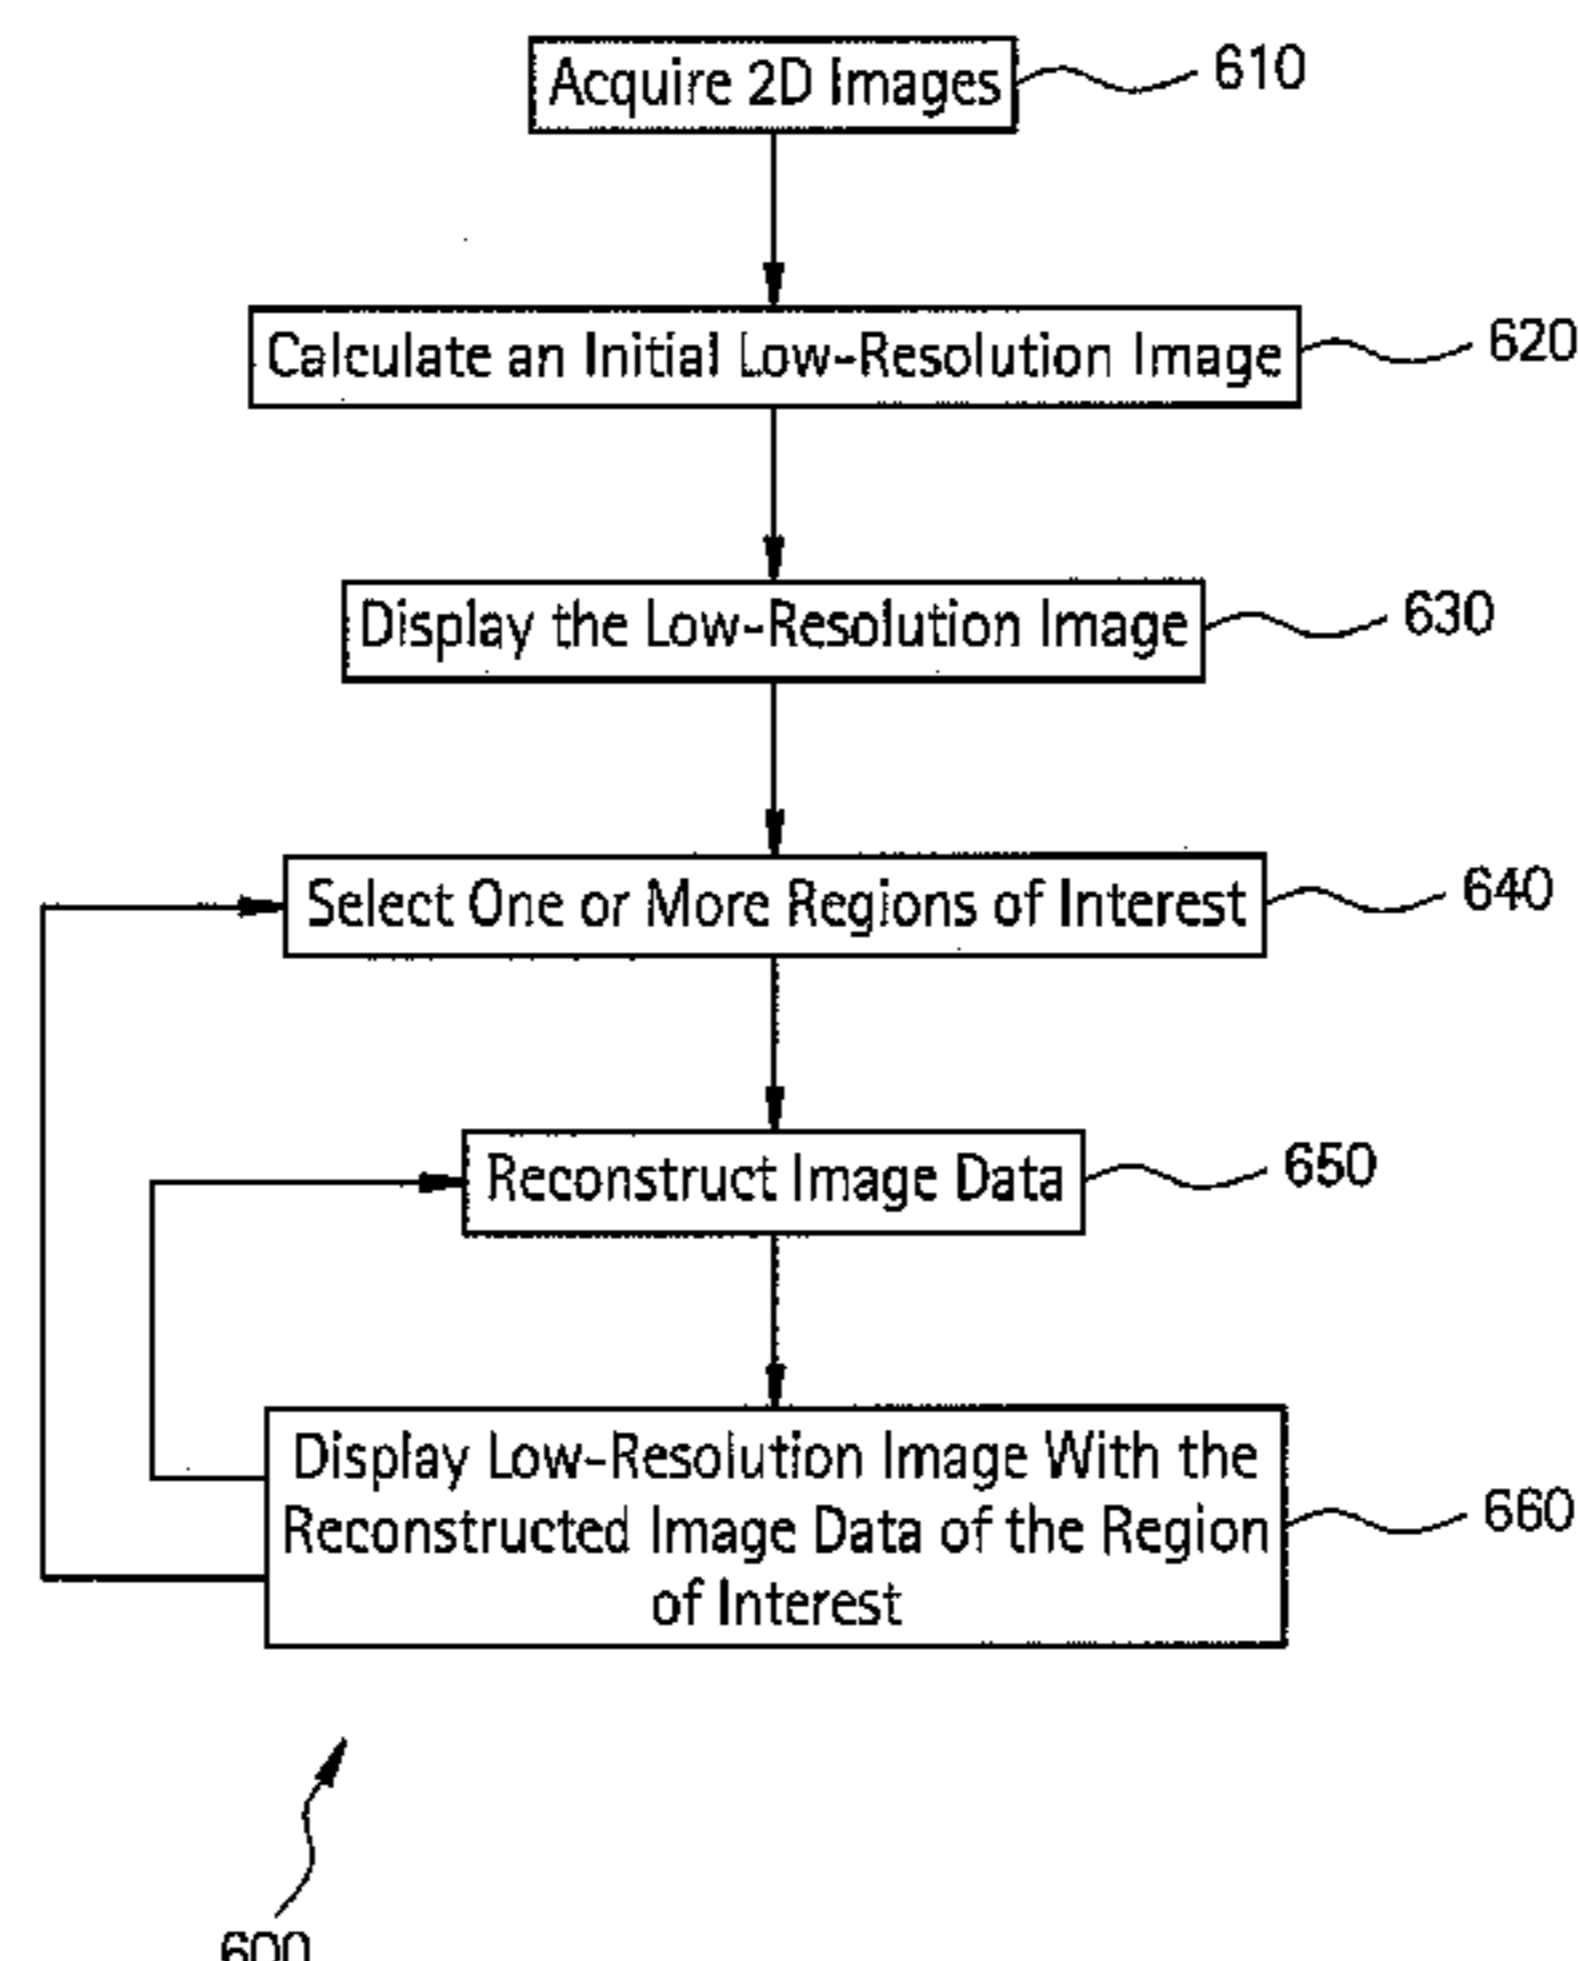 Acquire 2D Images
610
Calculate an Initial Low-Resolution Image
620
Display the Low-Resolution Image
630
Select One or More Regions of Interest
640
Reconstruct Image Data
650
Display Low-Resolution Image With the
Reconstructed Image Data of the Region
of Interest
660
600